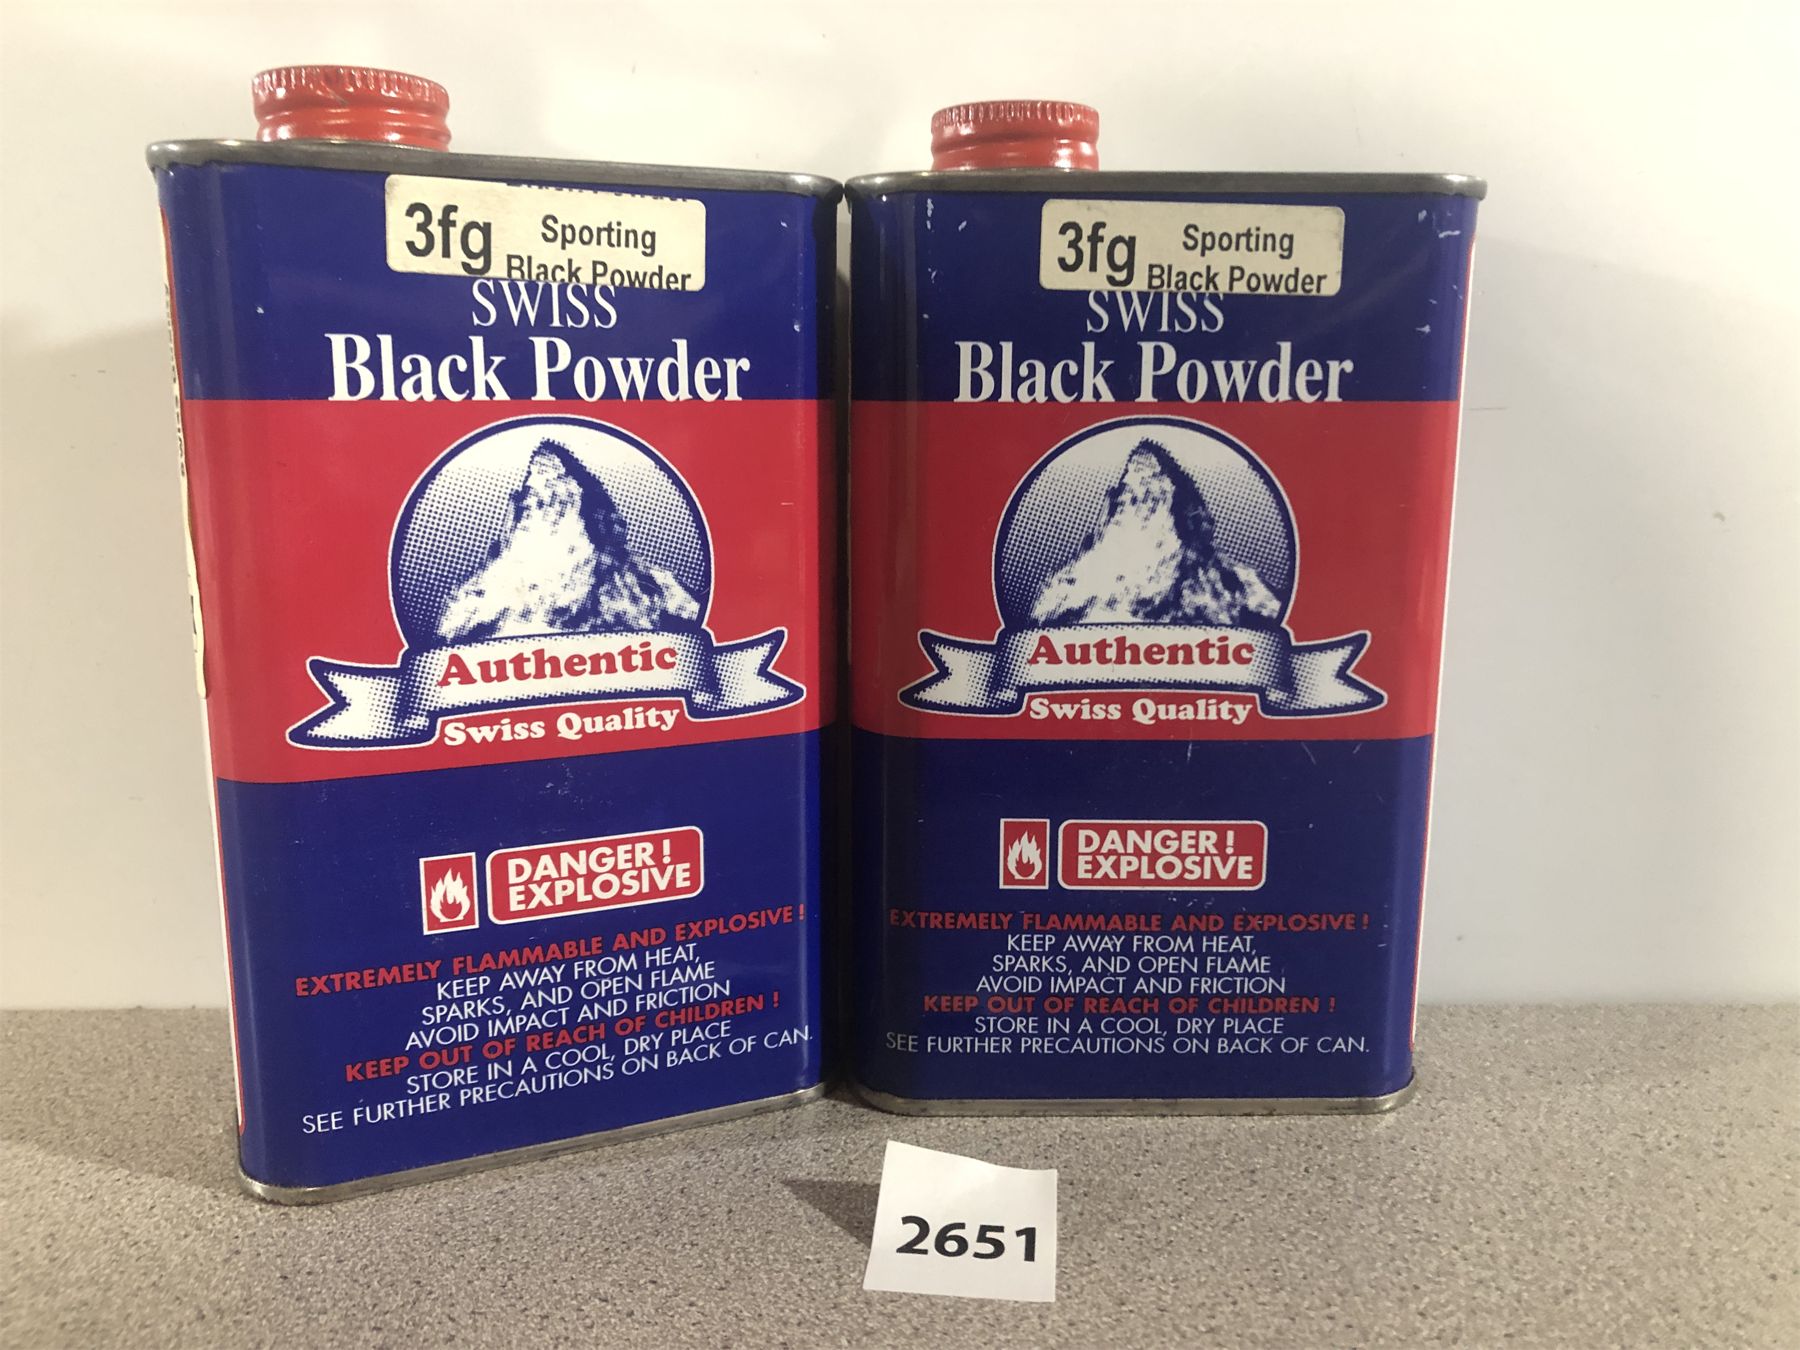 3fg Sporting
Black Powder
SWISS
Black Powder
Authentic
Swiss Quality
DANGER!
EXPLOSIVE
EXTREMELY FLAMMABLE AND EXPLOSIVE!
KEEP AWAY FROM HEAT,
SPARKS, AND OPEN FLAME
AVOID IMPACT AND FRICTION
KEEP OUT OF REACH OF CHILDREN!
STORE IN A COOL, DRY PLACE
SEE FURTHER PRECAUTIONS ON BACK OF CAN.
3fg Sporting
Black Powder
SWISS
Black Powder
Authentic
Swiss Quality
DANGER!
EXPLOSIVE
EXTREMELY FLAMMABLE AND EXPLOSIVE!
KEEP AWAY FROM HEAT,
SPARKS, AND OPEN FLAME
AVOID IMPACT AND FRICTION
KEEP OUT OF REACH OF CHILDREN!
STORE IN A COOL, DRY PLACE
SEE FURTHER PRECAUTIONS ON BACK OF CAN.
2651